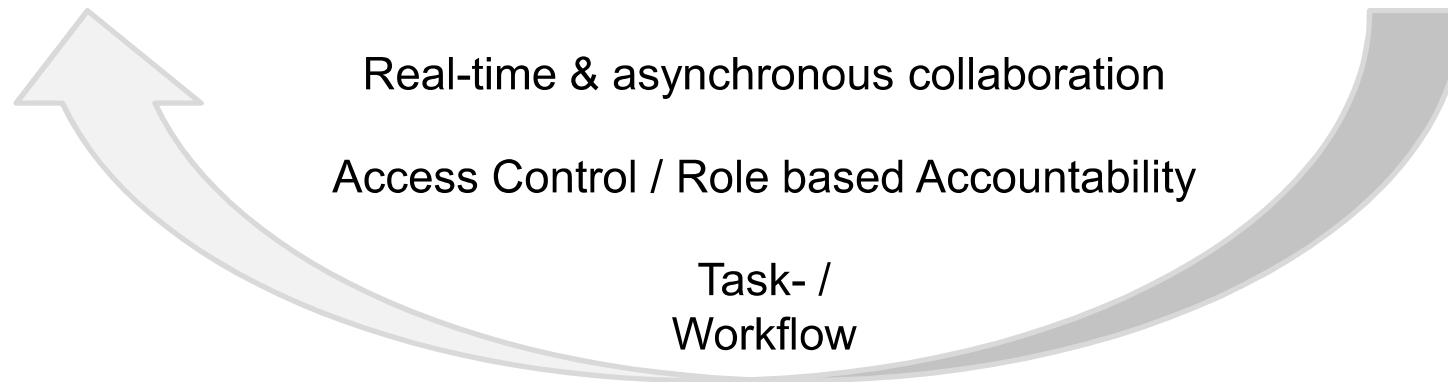 Real-time & asynchronous collaboration
Access Control / Role based Accountability
Task- /
Workflow